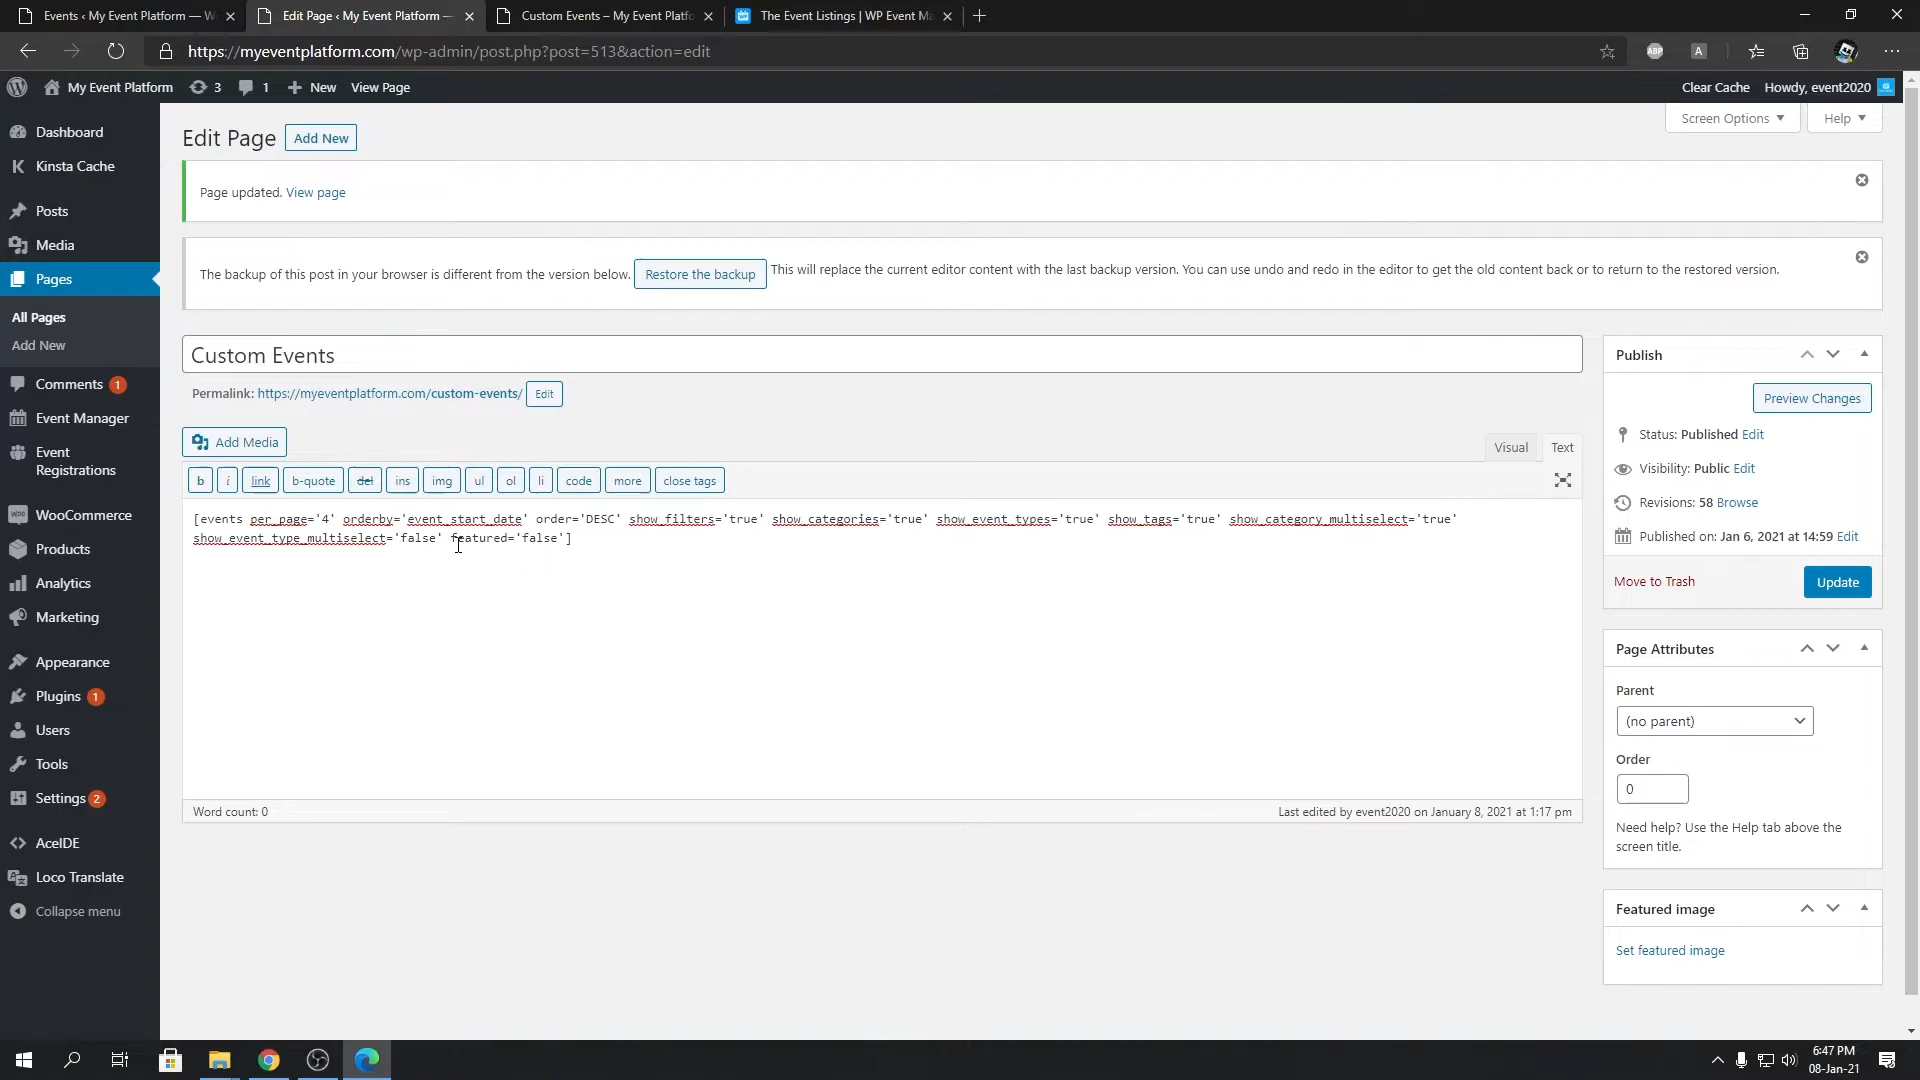 Events ‹ My Event Platform — W
Edit Page ‹ My Event Platform —
Custom Events – My Event Platfo
The Event Listings | WP Event Ma
https://myeventplatform.com/wp-admin/post.php?post=513&action=edit
ABP
A
My Event Platform
3
1
New
View Page
Clear Cache
Howdy, event2020
Dashboard
Kinsta Cache
Posts
Media
Pages
All Pages
Add New
Comments 1
Event Manager
Event
Registrations
WooCommerce
Products
Analytics
Marketing
Appearance
Plugins 1
Users
Tools
Settings 2
AceIDE
Loco Translate
Collapse menu
Screen Options
Help
Edit Page
Add New
Page updated. View page
The backup of this post in your browser is different from the version below. Restore the backup This will replace the current editor content with the last backup version. You can use undo and redo in the editor to get the old content back or to return to the restored version.
Custom Events
Permalink: https://myeventplatform.com/custom-events/ Edit
Add Media
Visual
Text
b
i
link
b-quote
del
ins
img
ul
ol
li
code
more
close tags
[events per_page='4' orderby='event_start_date' order='DESC' show_filters='true' show_categories='true' show_event_types='true' show_tags='true' show_category_multiselect='true'
show_event_type_multiselect='false' featured='false']
Word count: 0
Last edited by event2020 on January 8, 2021 at 1:17 pm
Publish
Preview Changes
Status: Published Edit
Visibility: Public Edit
Revisions: 58 Browse
Published on: Jan 6, 2021 at 14:59 Edit
Move to Trash
Update
Page Attributes
Parent
(no parent)
Order
0
Need help? Use the Help tab above the
screen title.
Featured image
Set featured image
6:47 PM
08-Jan-21